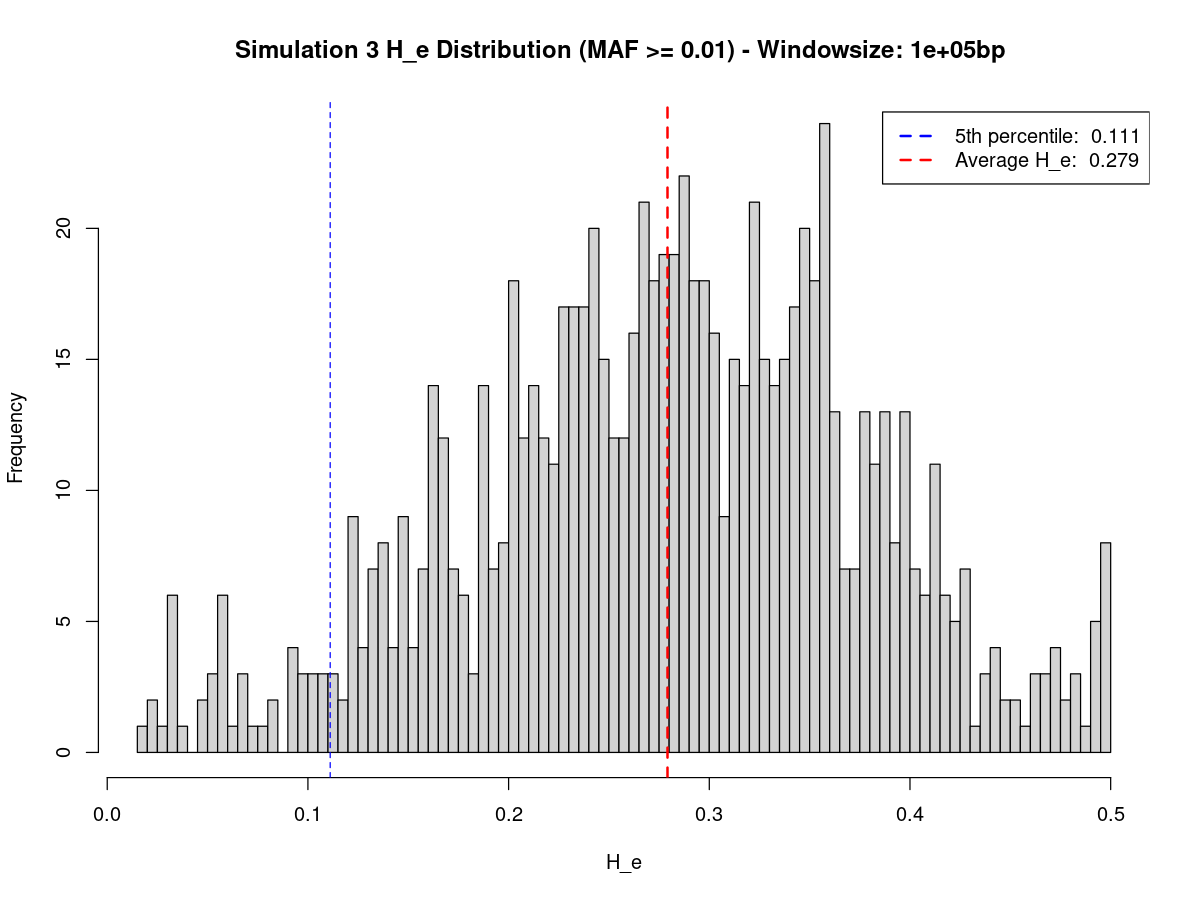 Simulation 3 H_e Distribution (MAF >= 0.01) - Windowsize: 1e+05bp
5th percentile: 0.111
Average H_e: 0.279
Frequency
20
15
10
5
0
0.0 0.1 0.2 0.3 0.4 0.5
H_e